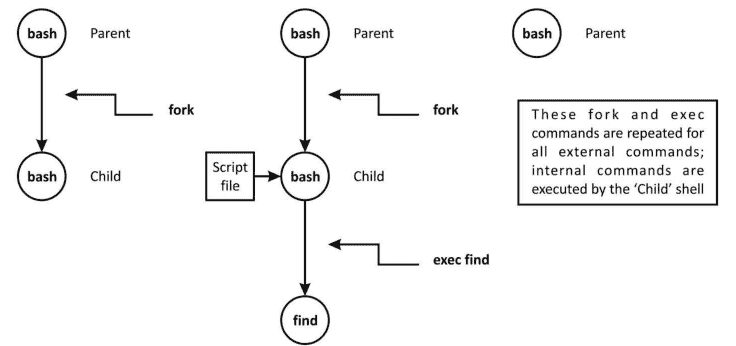 bash Parent
fork
bash Child
bash Parent
fork
Script
file
bash Child
exec find
find
bash Parent
These fork and exec
commands are repeated for
all external commands;
internal commands are
executed by the ‘Child’ shell